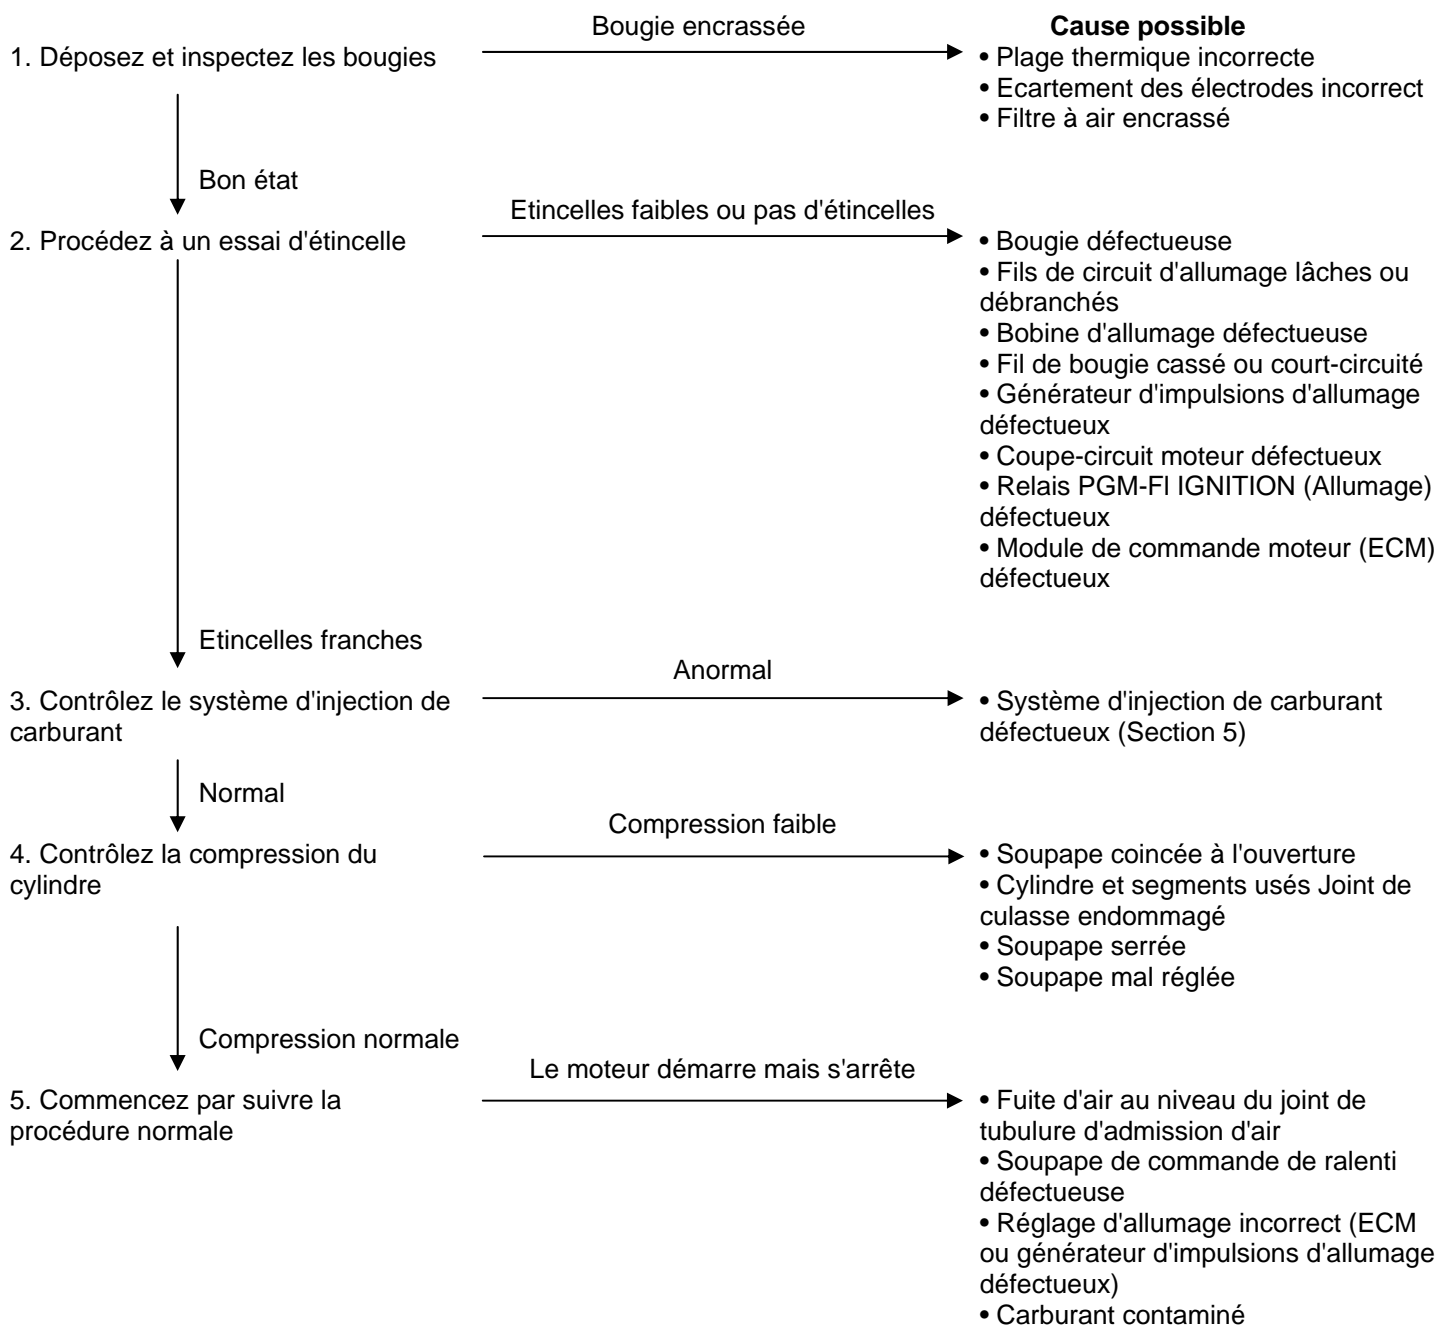 Bougie encrassée
Cause possible
1. Déposez et inspectez les bougies
• Plage thermique incorrecte
• Ecartement des électrodes incorrect
• Filtre à air encrassé
Bon état
Etincelles faibles ou pas d'étincelles
2. Procédez à un essai d'étincelle
• Bougie défectueuse
• Fils de circuit d'allumage lâches ou
débranchés
• Bobine d'allumage défectueuse
• Fil de bougie cassé ou court-circuité
• Générateur d'impulsions d'allumage
défectueux
• Coupe-circuit moteur défectueux
• Relais PGM-FI IGNITION (Allumage)
défectueux
• Module de commande moteur (ECM)
défectueux
Etincelles franches
Anormal
3. Contrôlez le système d'injection de
carburant
• Système d'injection de carburant
défectueux (Section 5)
Normal
Compression faible
4. Contrôlez la compression du
cylindre
• Soupape coincée à l'ouverture
• Cylindre et segments usés Joint de
culasse endommagé
• Soupape serrée
• Soupape mal réglée
Compression normale
Le moteur démarre mais s'arrête
5. Commencez par suivre la
procédure normale
• Fuite d'air au niveau du joint de
tubulure d'admission d'air
• Soupape de commande de ralenti
défectueuse
• Réglage d'allumage incorrect (ECM
ou générateur d'impulsions d'allumage
défectueux)
• Carburant contaminé